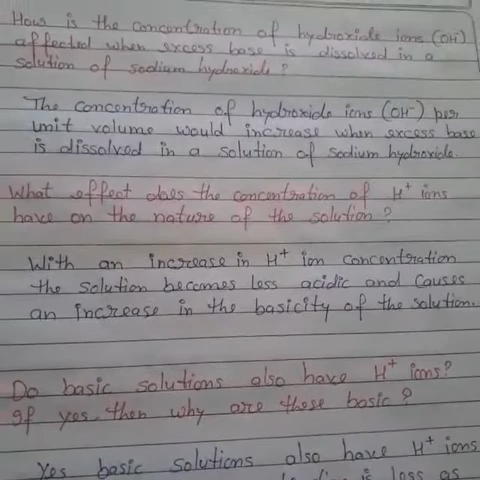 How is the concentration of hydroxide ions (OH)
affected when excess base is dissolved in a
solution of sodium hydroxide?
The concentration of hydroxide ions (OH⁻) per
unit volume would increase when excess base
is dissolved in a solution of sodium hydroxide.
What effect does the concentration of H⁺ ions
have on the nature of the solution?
With an increase in H⁺ ion concentration
the solution becomes less acidic and causes
an increase in the basicity of the solution.
Do basic solutions also have H⁺ ions?
If yes, then why are these basic?
Yes basic solutions also have H⁺ ions
is less as